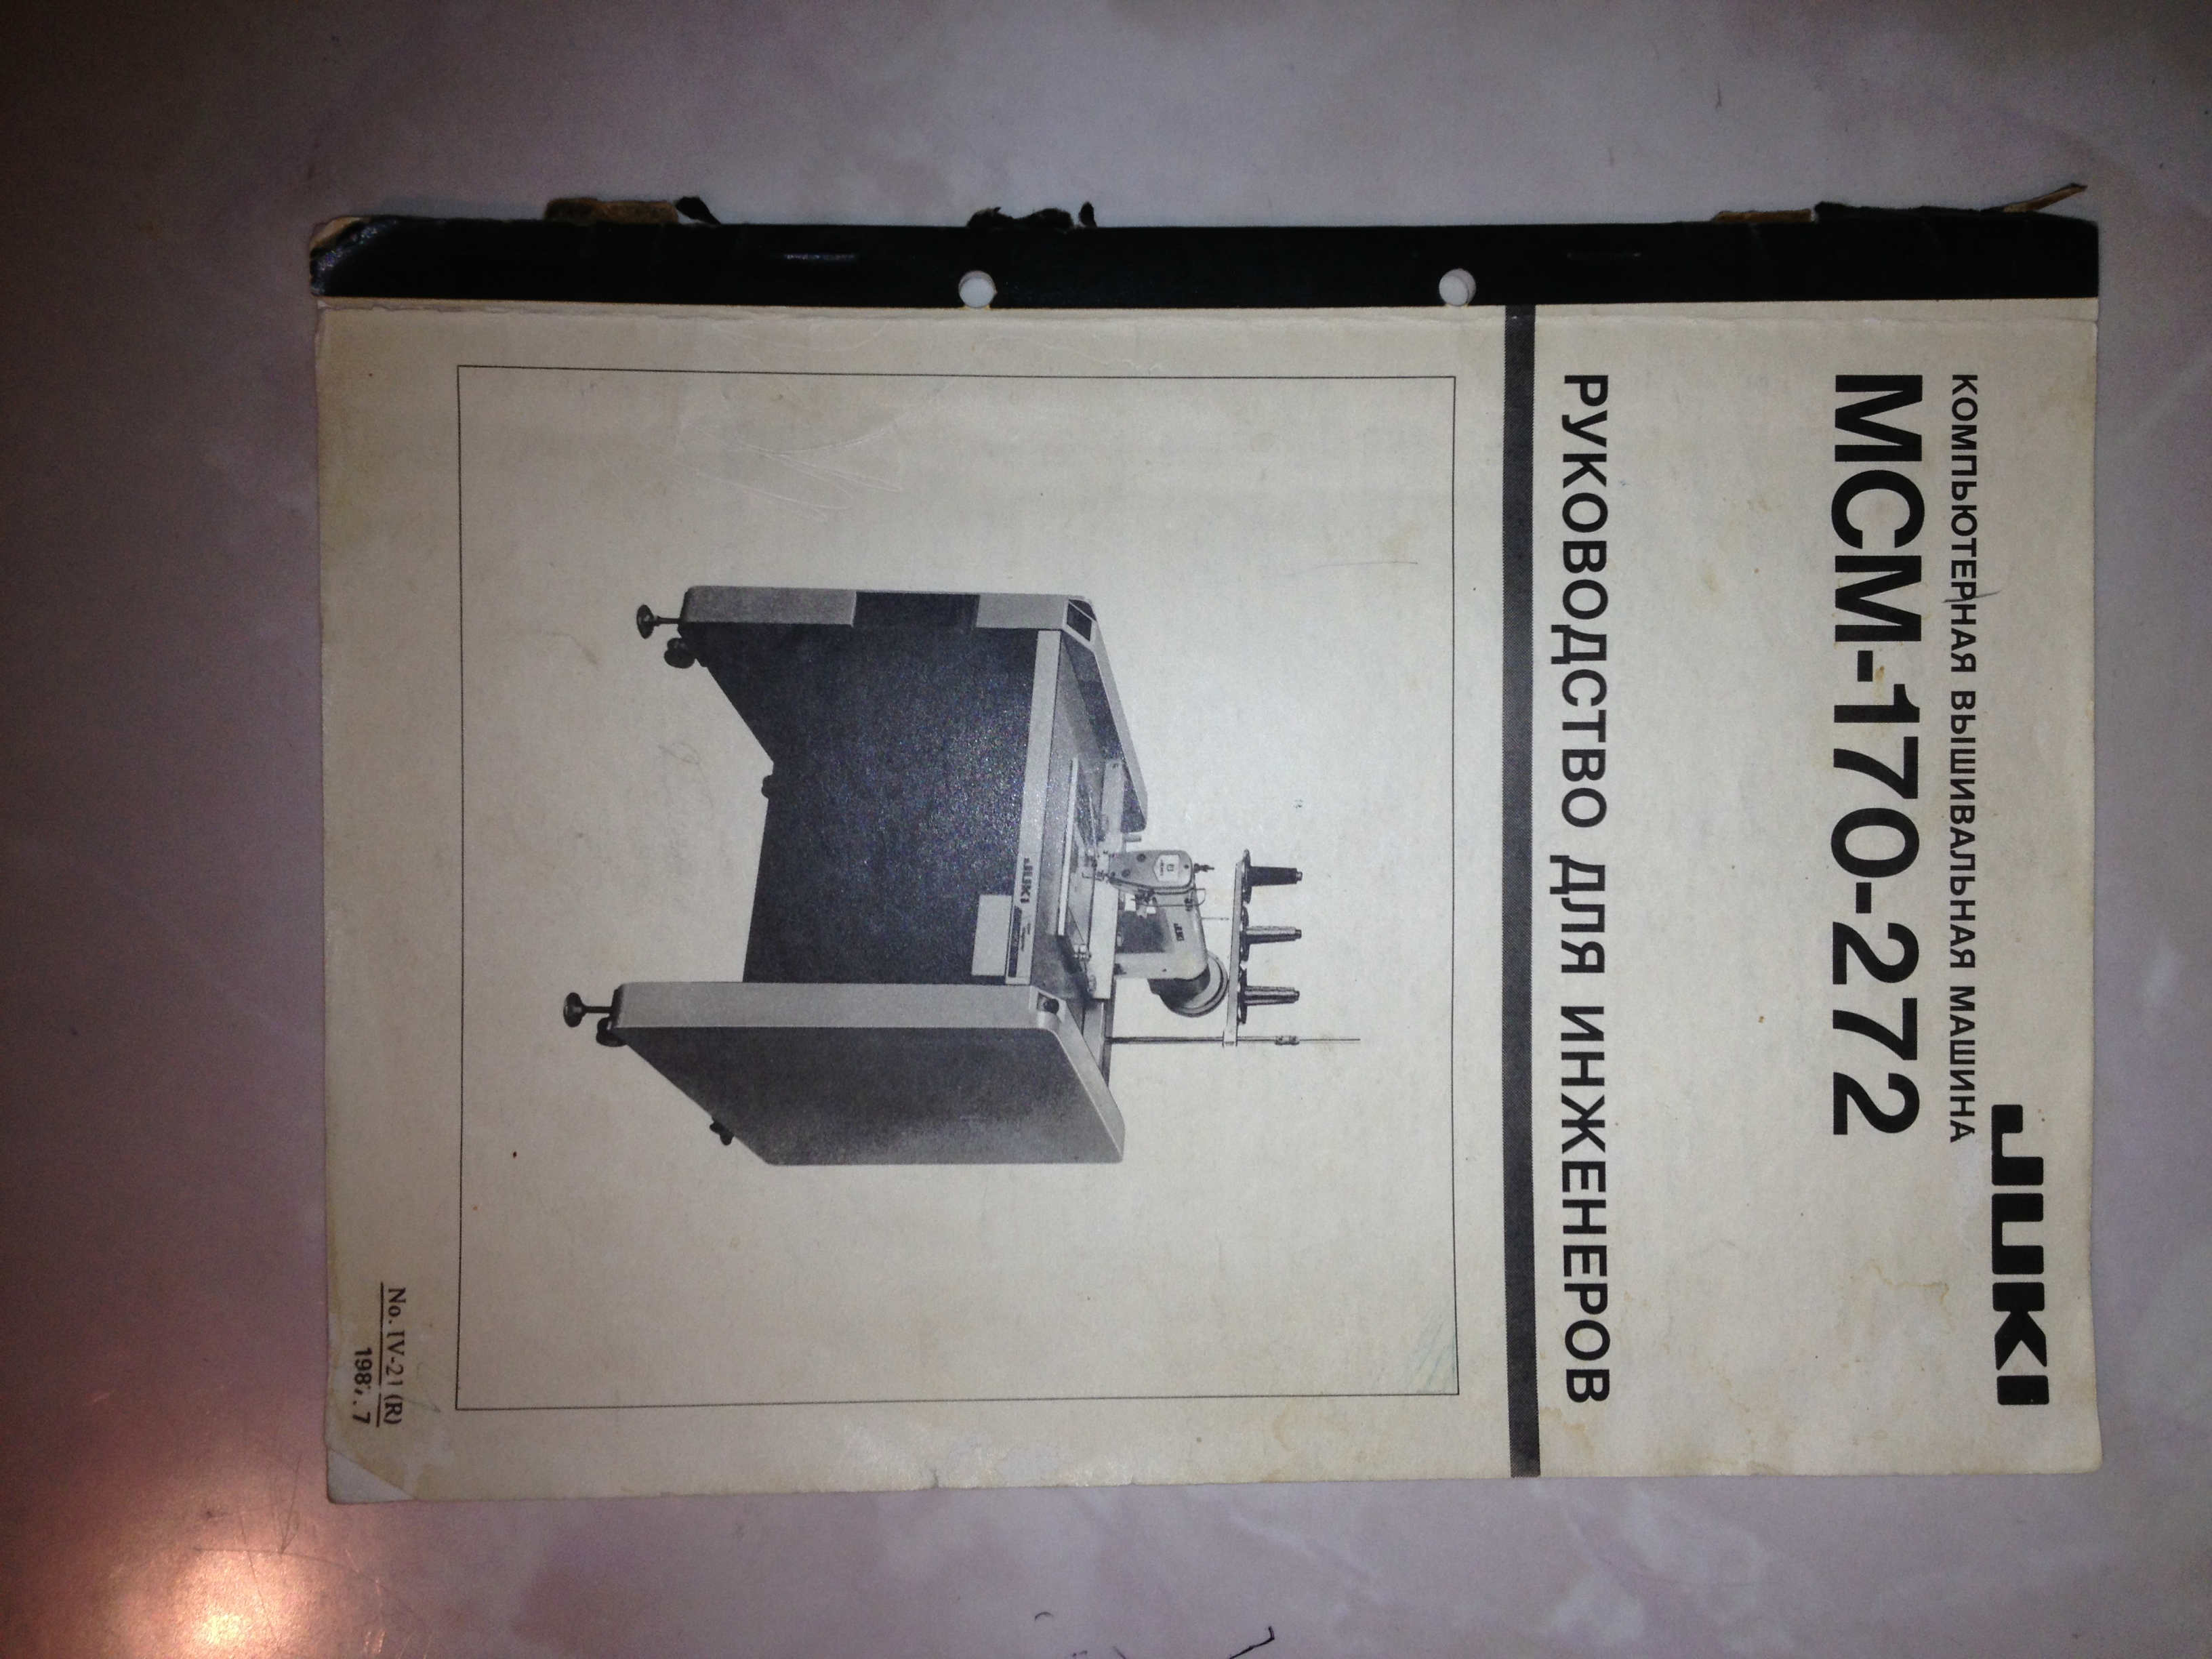 JUKI
КОМПЬЮТЕРНАЯ ВЫШИВАЛЬНАЯ МАШИНА
MCM-170-272
РУКОВОДСТВО ДЛЯ ИНЖЕНЕРОВ
JUKI
No. IV-21 (R)